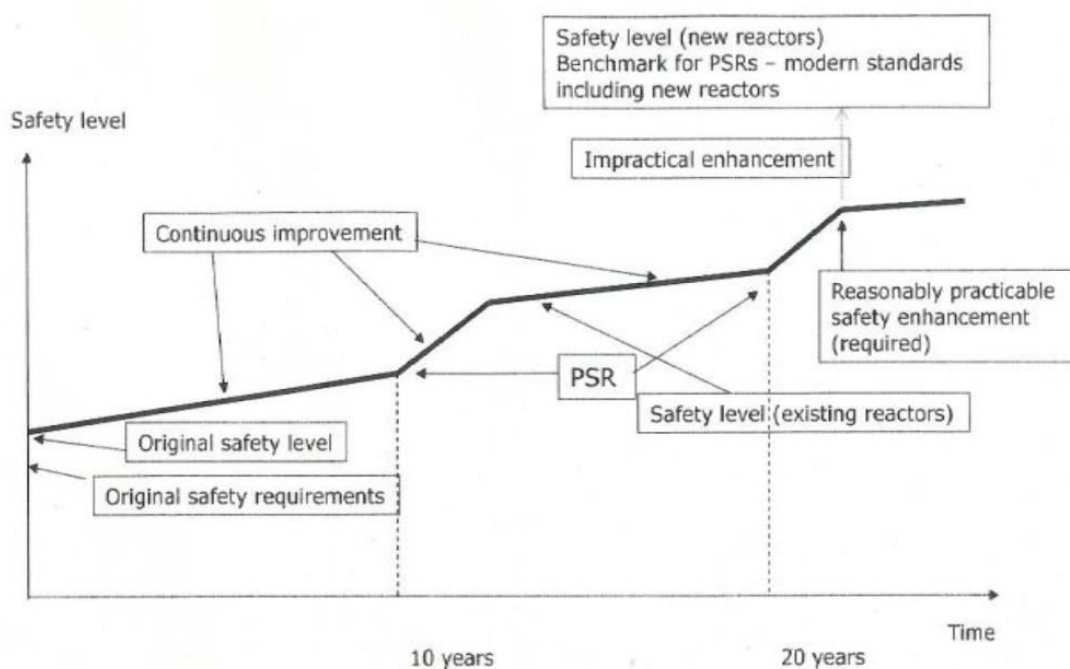 Safety level (new reactors)
Benchmark for PSRs – modern standards
including new reactors
Safety level
Impractical enhancement
Continuous improvement
Reasonably practicable
safety enhancement
(required)
PSR
Safety level (existing reactors)
Original safety level
Original safety requirements
Time
10 years
20 years